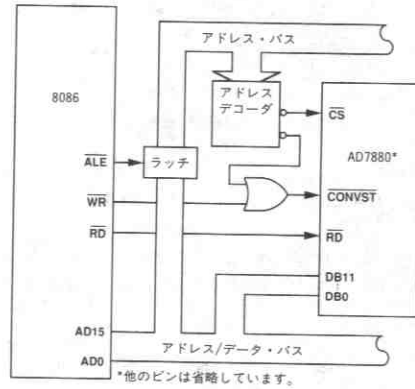 アドレス・バス
8086
アドレス
デコーダ
CS
AD7880*
ALE
ラッチ
WR
CONVST
RD
RD
DB11
DB0
AD15
AD0
アドレス/データ・バス
*他のピンは省略しています。